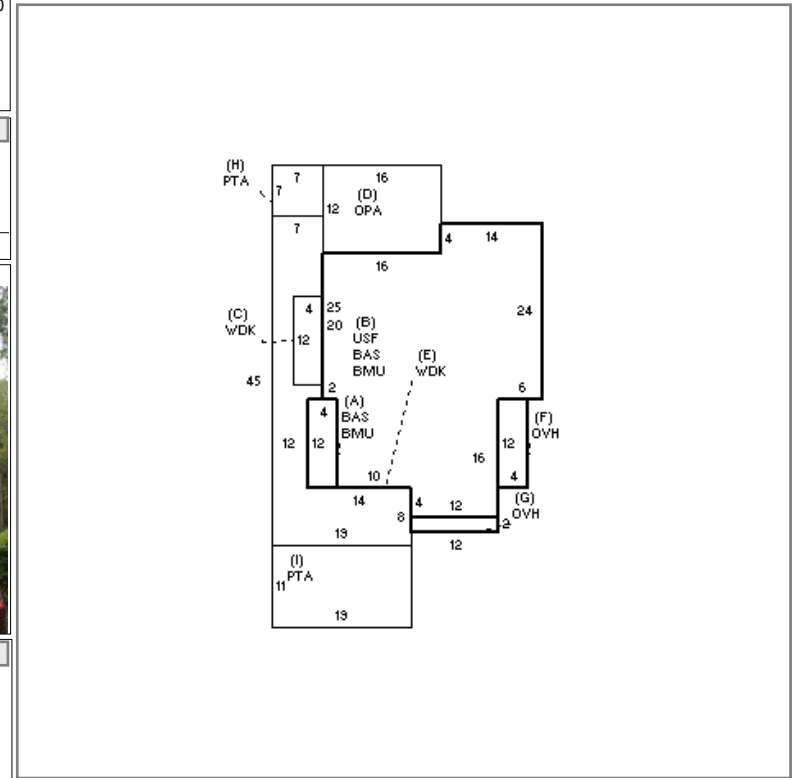 (H)
PTA
7
7
7
16
(D)
OPA
12
4
14
16
24
(C)
WDK
4
12
25
20
(B)
USF
BAS
BMU
(E)
WDK
45
2
6
(A)
BAS
BMU
4
12
12
(F)
OVH
12
16
4
10
14
4
12
(G)
OVH
8
2
12
19
(I)
PTA
11
19